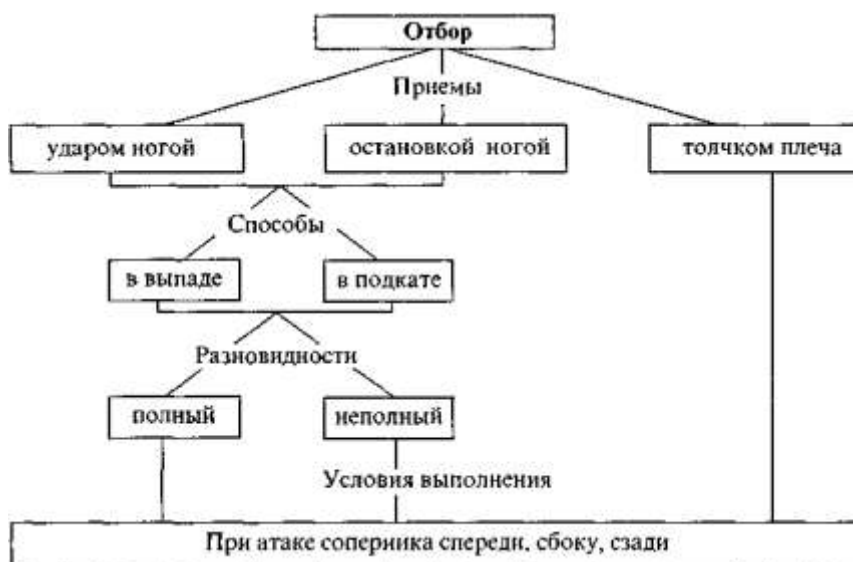 Отбор
Приемы
ударом ногой
остановкой ногой
толчком плеча
Способы
в выпаде
в подкате
Разновидности
полный
неполный
Условия выполнения
При атаке соперника спереди, сбоку, сзади